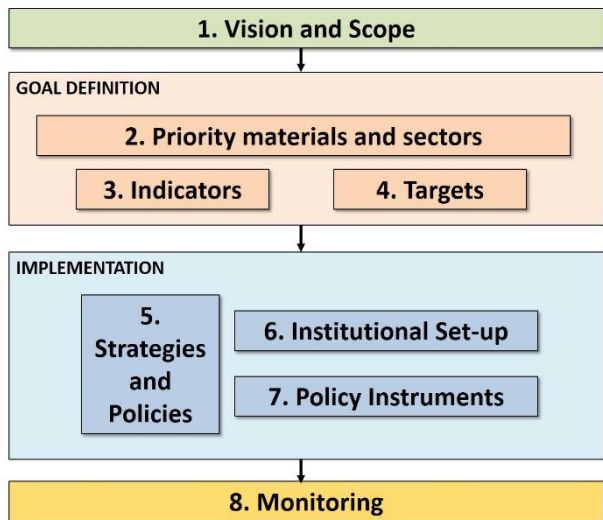 1. Vision and Scope
GOAL DEFINITION
2. Priority materials and sectors
3. Indicators
4. Targets
IMPLEMENTATION
5.
Strategies
and
Policies
6. Institutional Set-up
7. Policy Instruments
8. Monitoring